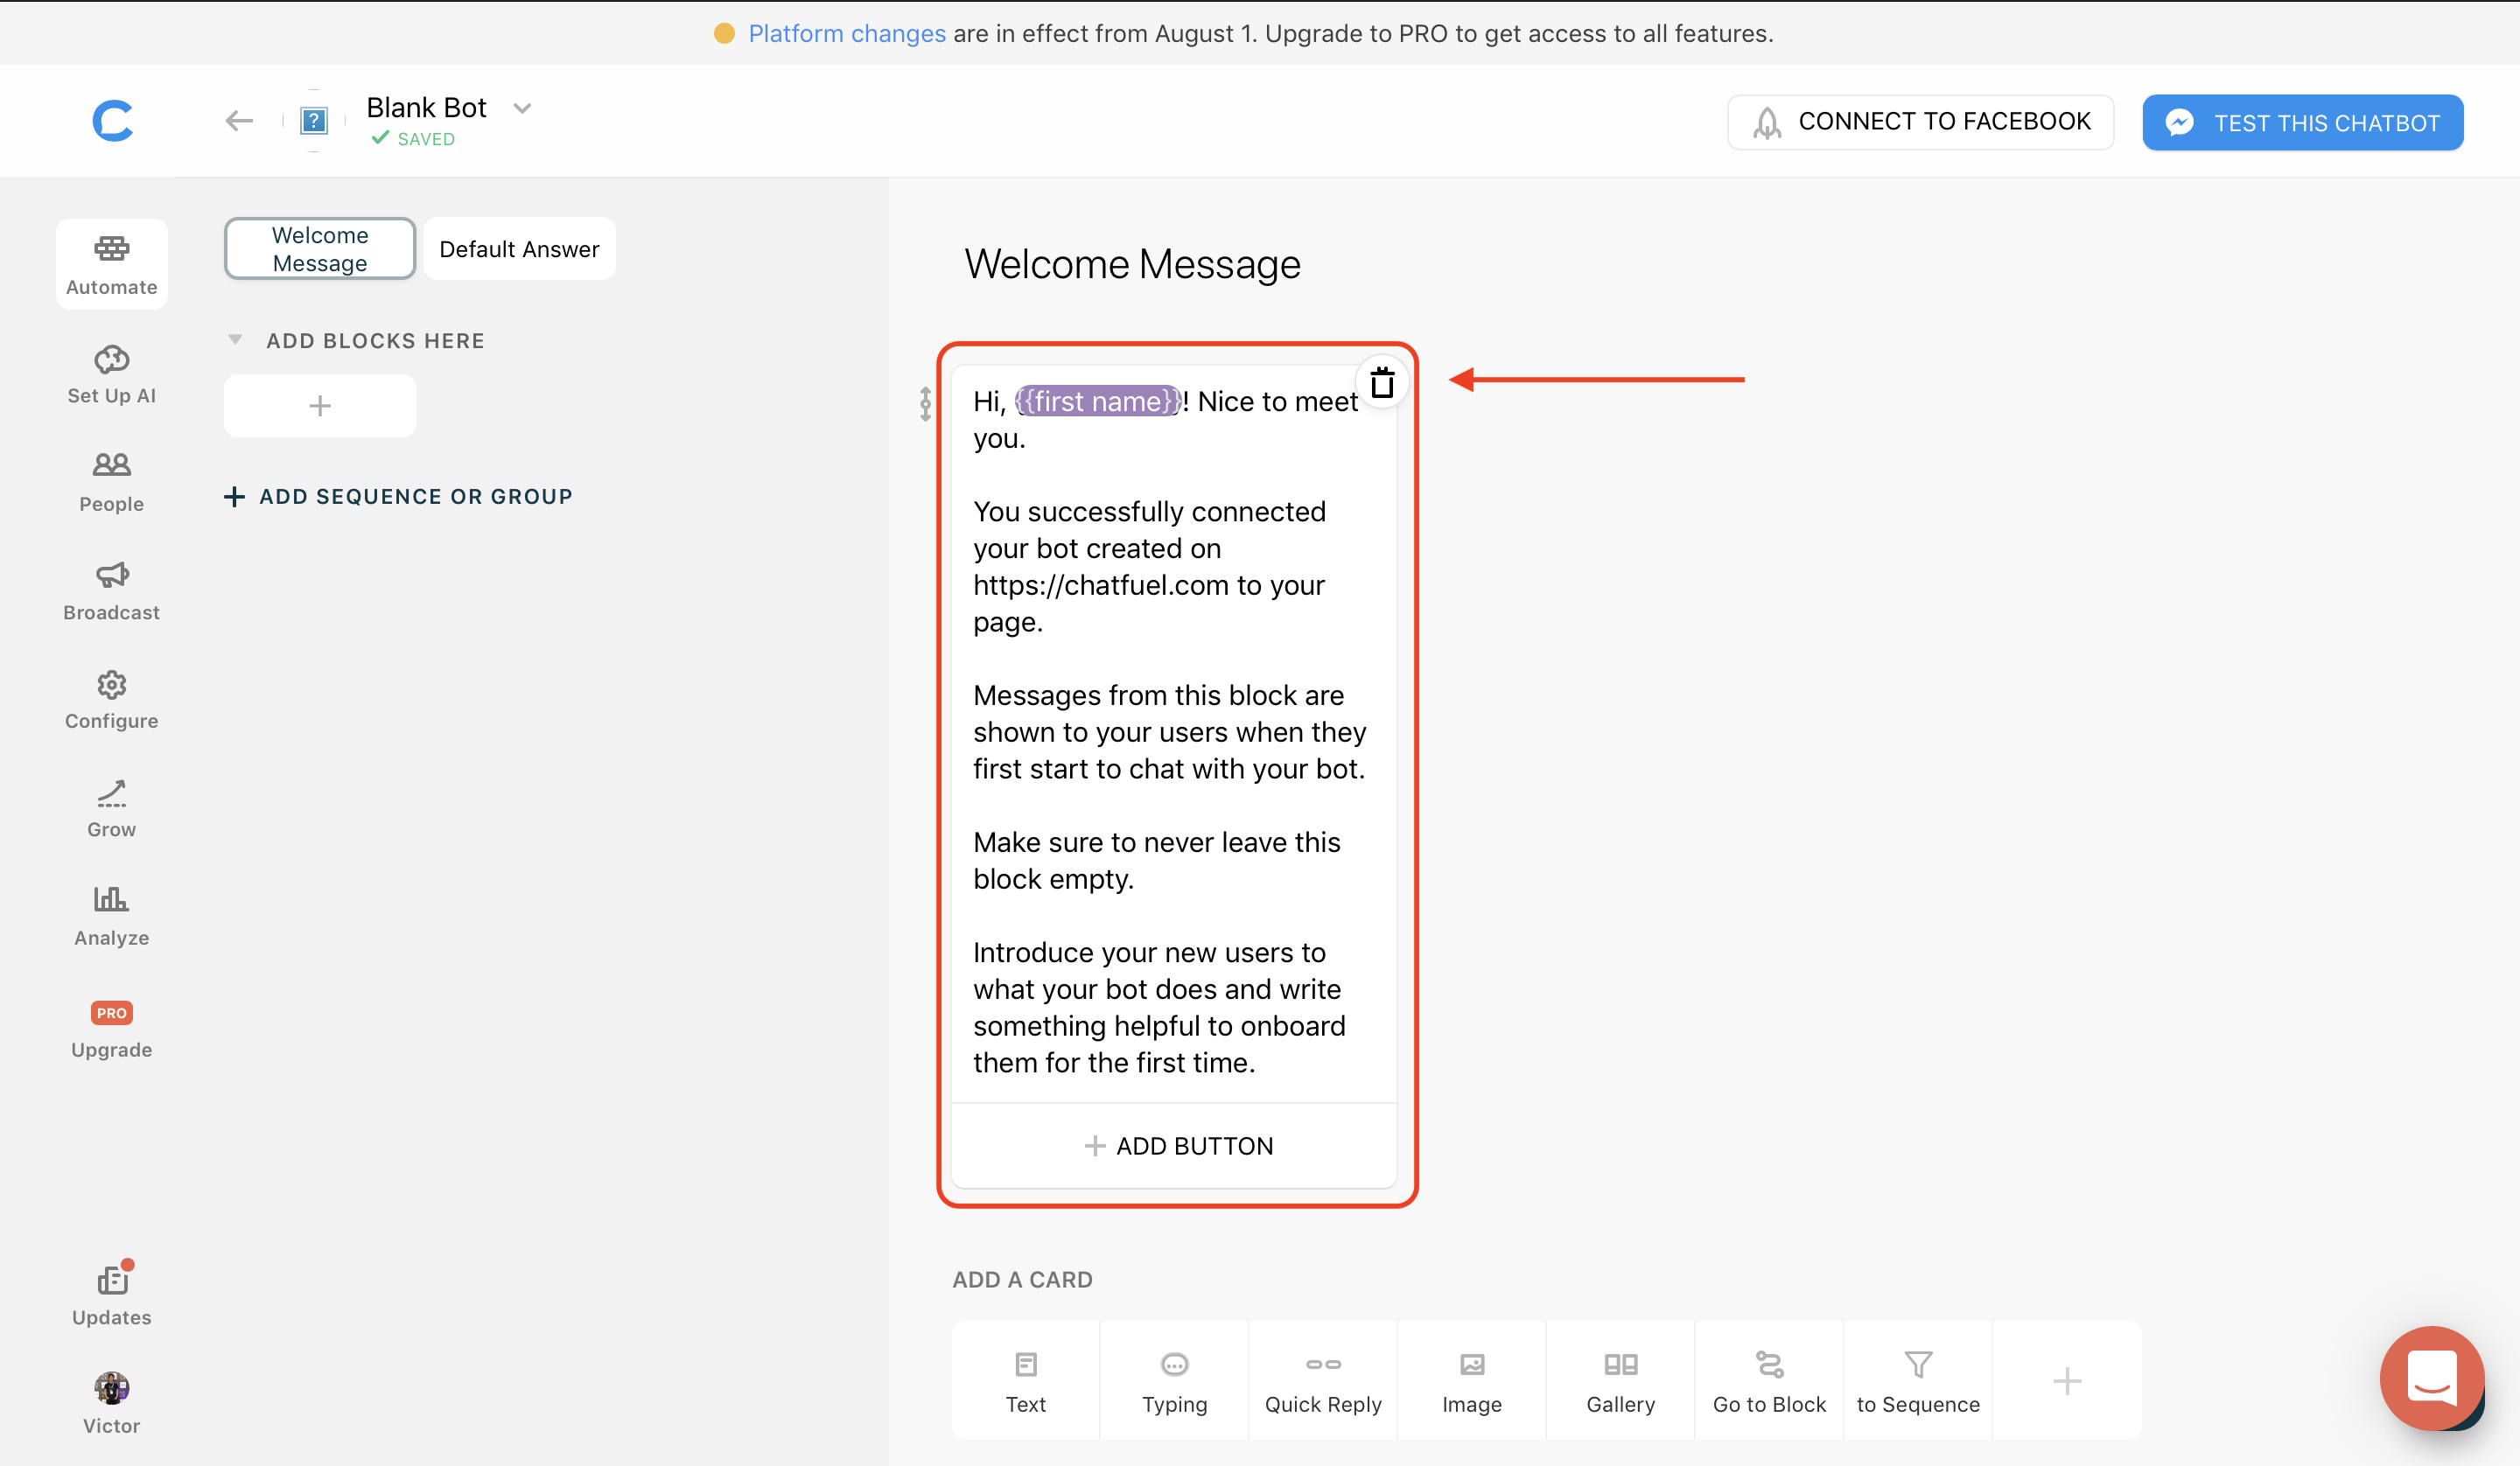 Platform changes are in effect from August 1. Upgrade to PRO to get access to all features.
Blank Bot
SAVED
CONNECT TO FACEBOOK
TEST THIS CHATBOT
Automate
Set Up AI
People
Broadcast
Configure
Grow
Analyze
PRO
Upgrade
Updates
Victor
Welcome
Message
Default Answer
ADD BLOCKS HERE
ADD SEQUENCE OR GROUP
Welcome Message
Hi, {{first name}}! Nice to meet
you.
You successfully connected
your bot created on
https://chatfuel.com to your
page.
Messages from this block are
shown to your users when they
first start to chat with your bot.
Make sure to never leave this
block empty.
Introduce your new users to
what your bot does and write
something helpful to onboard
them for the first time.
ADD BUTTON
ADD A CARD
Text
Typing
Quick Reply
Image
Gallery
Go to Block
to Sequence